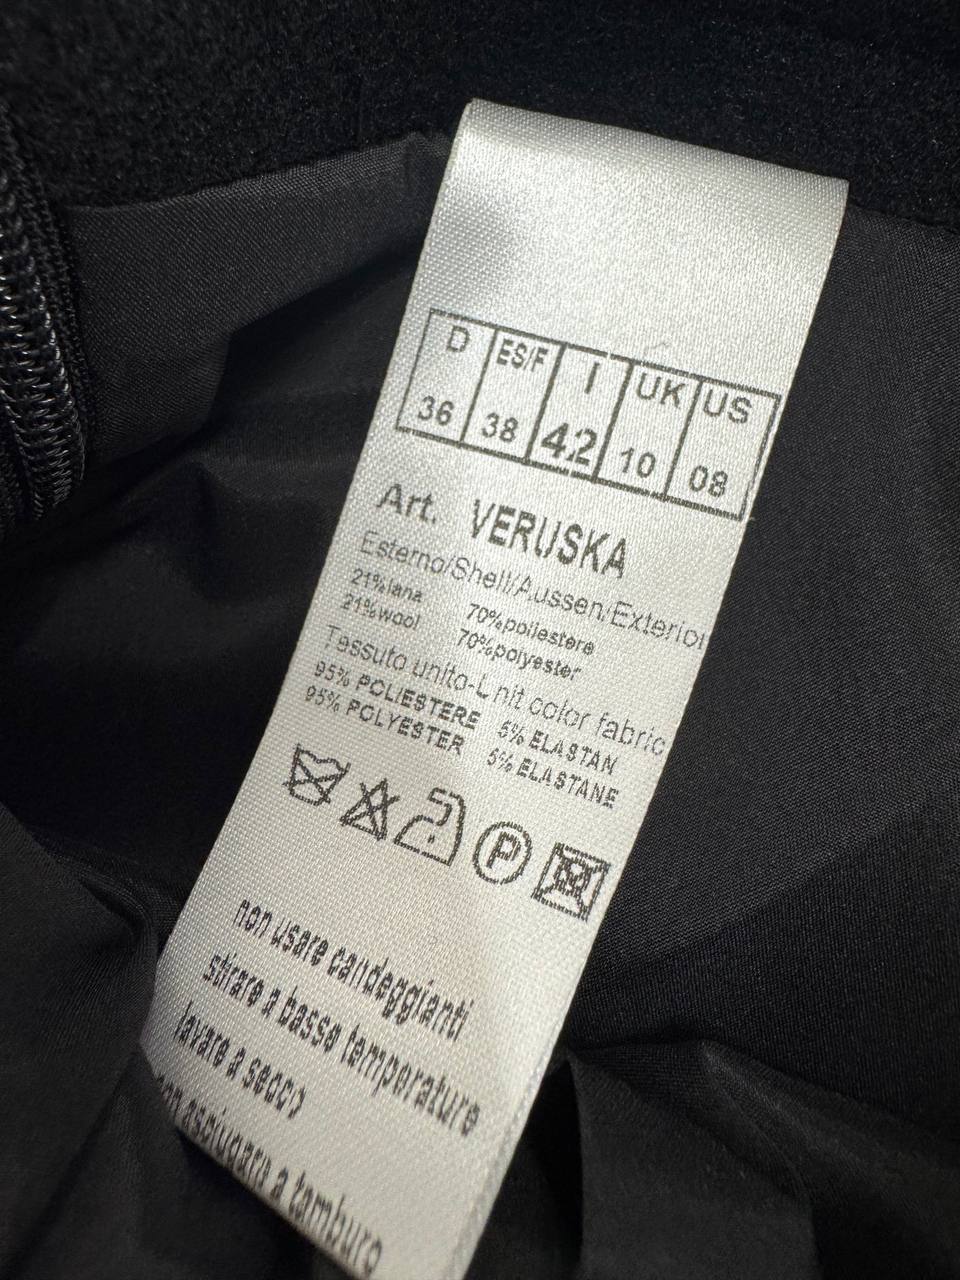 D ES/F I UK US
36 38 42 10 08
Art. VERUSKA
Esterno/Shell/Aussen/Exterior
21%lana 70%poliestere
21%wool 70%polyester
Tessuto unito-Unit color fabric
95% POLIESTERE 5% ELASTAN
95% POLYESTER 5% ELASTANE
P
non usare candeggianti
stirare a basse temperature
lavare a secco
a tamburo